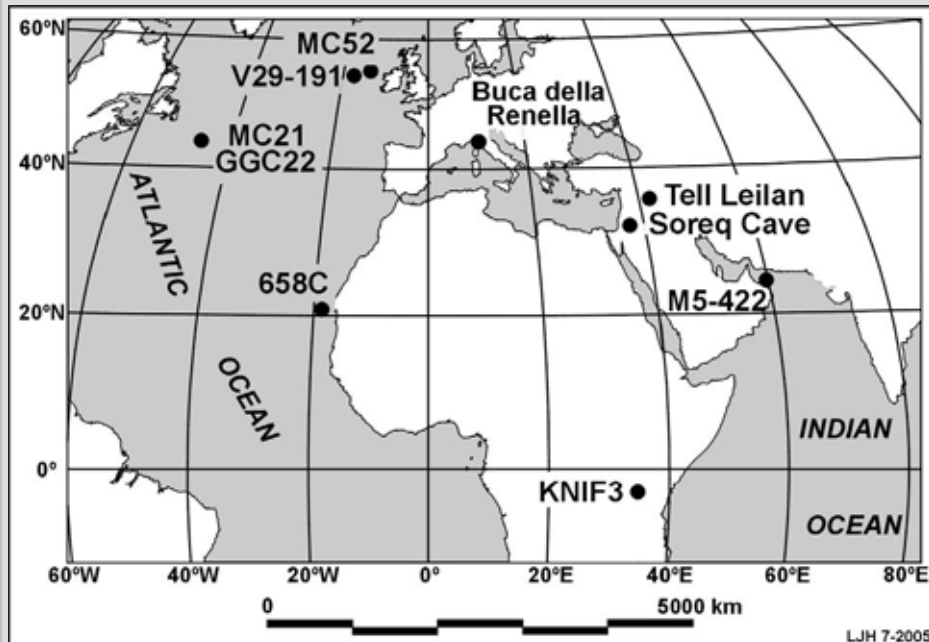 60°N
MC52
V29-191
Buca della
Renella
MC21
GGC22
40°N
ATLANTIC
Tell Leilan
Soreq Cave
658C
M5-422
20°N
OCEAN
INDIAN
0°
KNIF3
OCEAN
60°W 40°W 20°W 0° 20°E 40°E 60°E 80°E
0 5000 km
LJH 7-2005